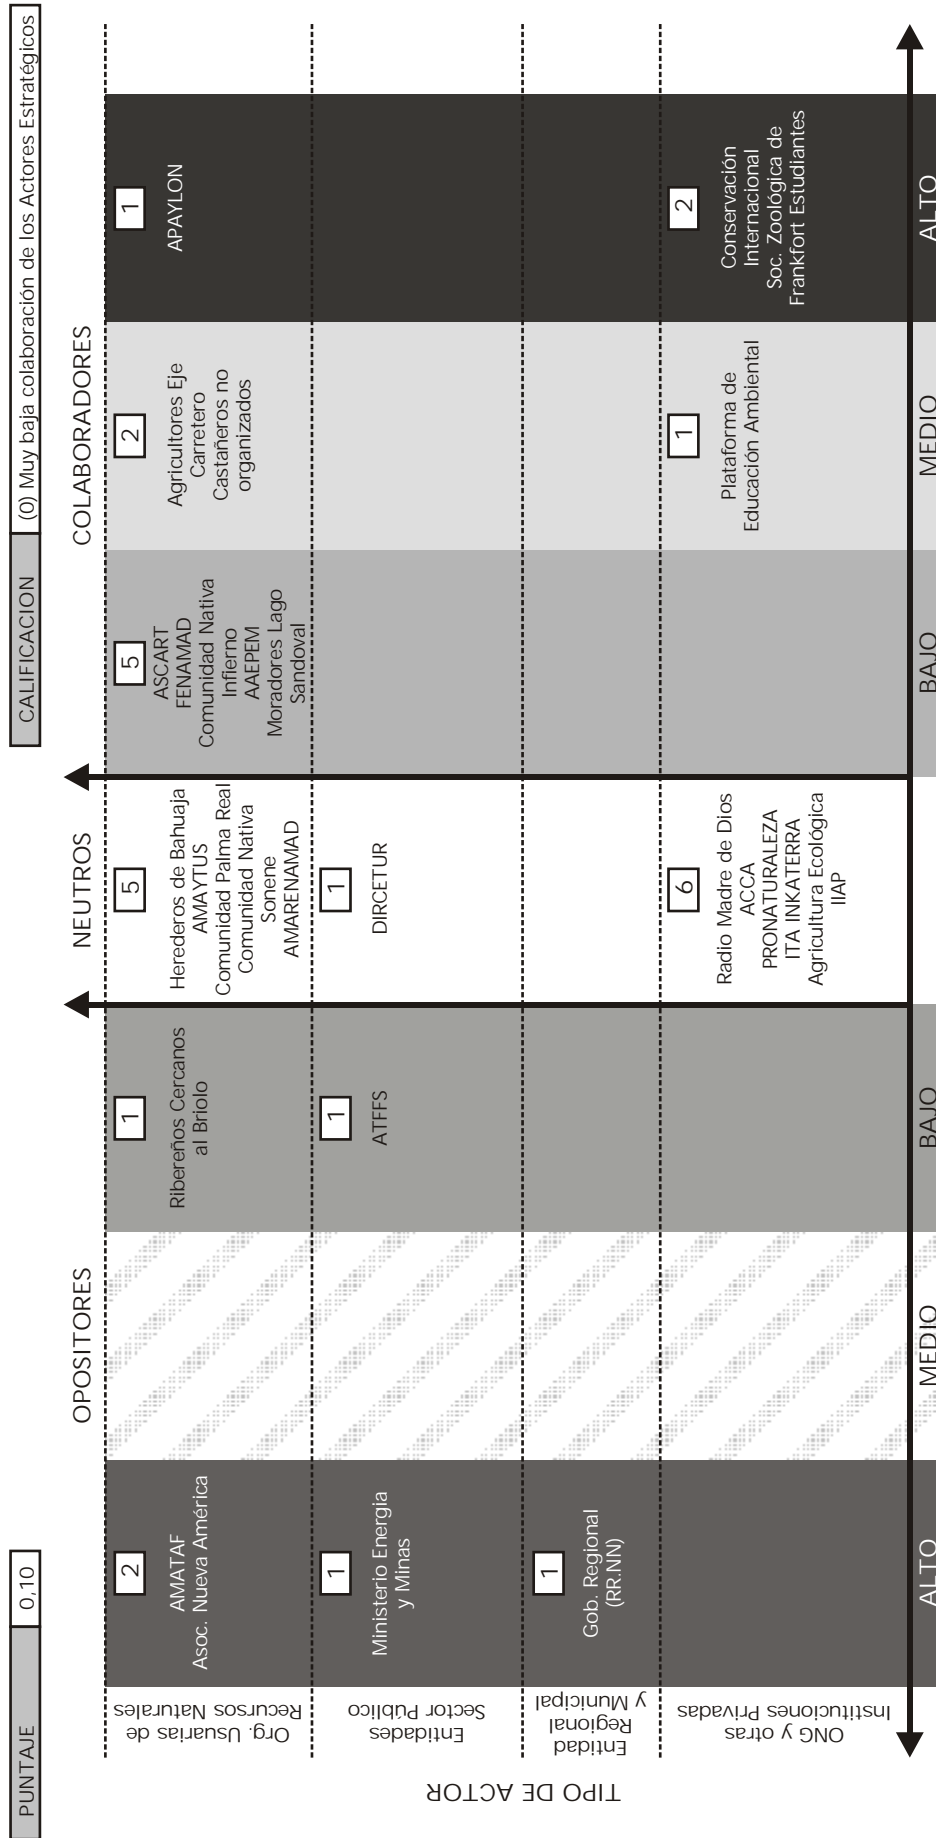 PUNTAJE
0,10
CALIFICACION
(0) Muy baja colaboración de los Actores Estratégicos
OPOSITORES
NEUTROS
COLABORADORES
TIPO DE ACTOR
Org. Usuarias de
Recursos Naturales
2
AMATAF
Asoc. Nueva América
1
Ribereños Cercanos
al Briolo
5
Herederos de Bahuaja
AMAYTUS
Comunidad Palma Real
Comunidad Nativa
Sonene
AMARENAMAD
5
ASCART
FENAMAD
Comunidad Nativa
Infierno
AAEPEM
Moradores Lago
Sandoval
2
Agricultores Eje
Carretero
Castañeros no
organizados
1
APAYLON
Entidades
Sector Público
1
Ministerio Energia
y Minas
1
ATFFS
1
DIRCETUR
Entidad
Regional
y Municipal
1
Gob. Regional
(RR.NN)
ONG y otras
Instituciones Privadas
6
Radio Madre de Dios
ACCA
PRONATURALEZA
ITA INKATERRA
Agricultura Ecológica
IIAP
1
Plataforma de
Educación Ambiental
2
Conservación
Internacional
Soc. Zoológica de
Frankfort Estudiantes
ALTO
MEDIO
BAJO
BAJO
MEDIO
ALTO